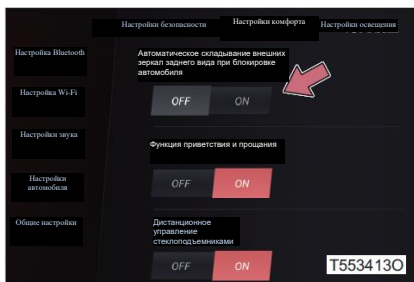 Настройки безопасности
Настройки комфорта
Настройки освещения
Настройка Bluetooth
Автоматическое складывание внешних
зеркал заднего вида при блокировке
автомобиля
Настройка Wi-Fi
OFF ON
Настройки звука
Функция приветствия и прощания
Настройки
автомобиля
OFF ON
Общие настройки
Дистанционное
управление
стеклоподъемниками
OFF ON
T553413O